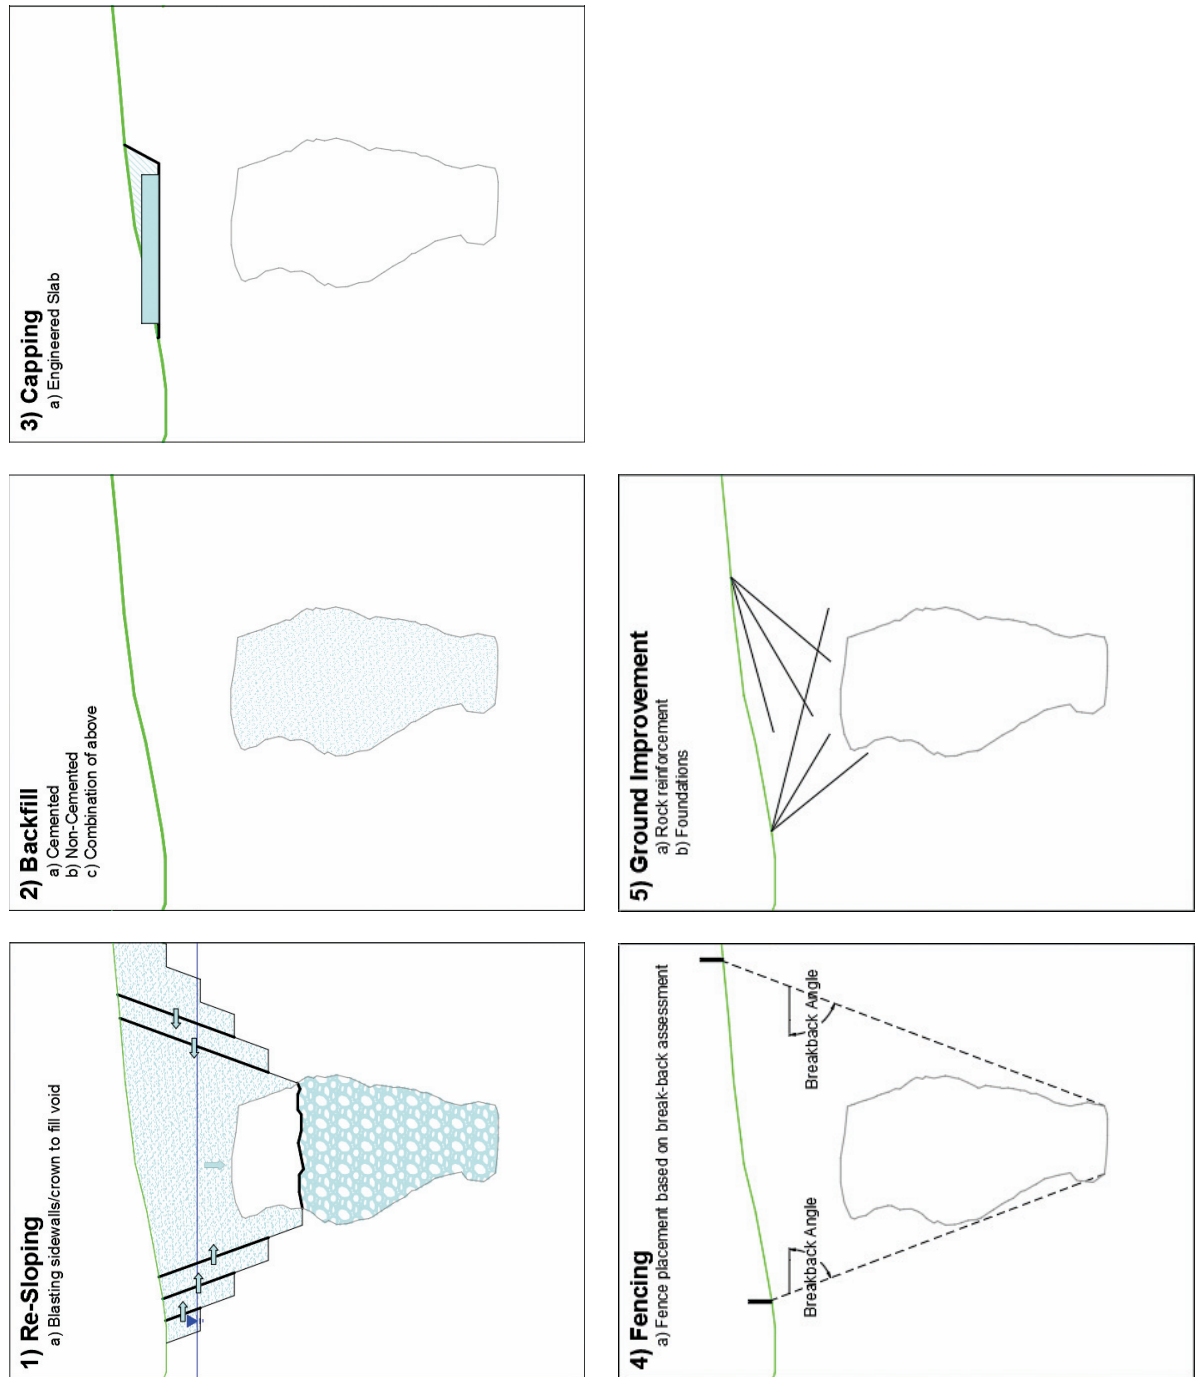 1) Re-Sloping
a) Blasting sidewalls/crown to fill void
2) Backfill
a) Cemented
b) Non-Cemented
c) Combination of above
3) Capping
a) Engineered Slab
4) Fencing
a) Fence placement based on break-back assessment
Breakback Angle
Breakback Angle
5) Ground Improvement
a) Rock reinforcement
b) Foundations